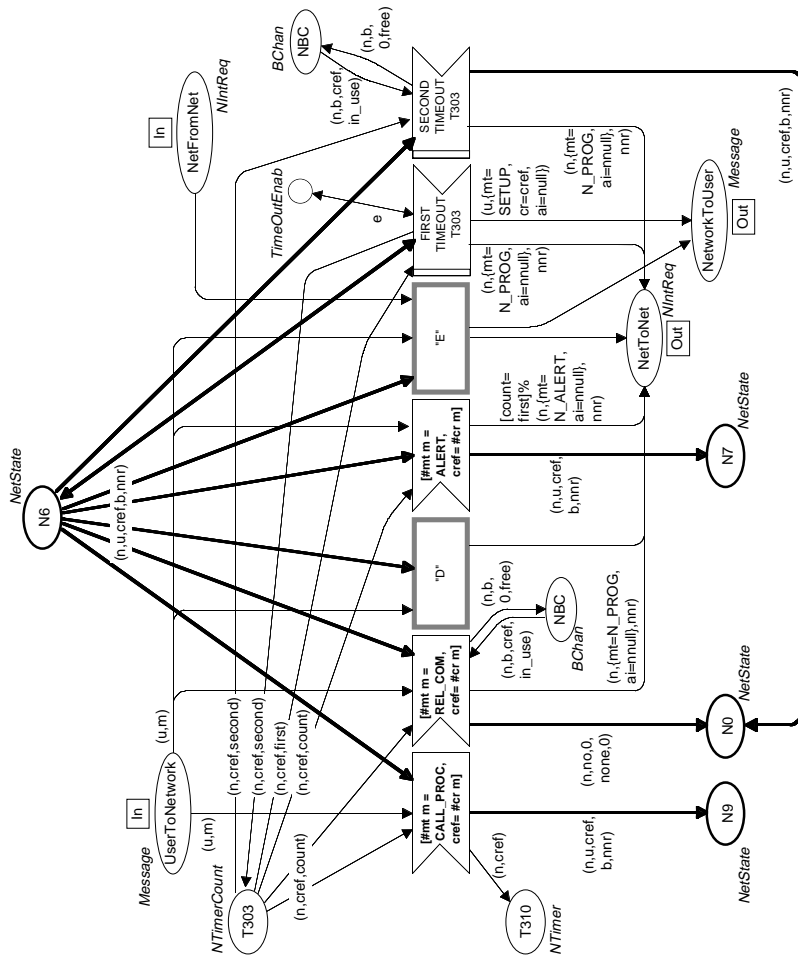 NetState
N6
(n,u,cref,b,nnr)
Message
In
UserToNetwork
(u,m)
(u,m)
In
NetFromNet
NIntReq
BChan
NBC
(n,b,
0,free)
(n,b,cref,
in_use)
TimeOutEnab
e
NTimerCount
T303
(n,cref,second)
(n,cref,second)
(n,cref,first)
(n,cref,count)
(n,cref,count)
[#mt m =
CALL_PROC,
cref= #cr m]
[#mt m =
REL_COM,
cref= #cr m]
"D"
[#mt m =
ALERT,
cref= #cr m]
"E"
FIRST
TIMEOUT
T303
SECOND
TIMEOUT
T303
(n,cref)
T310
NTimer
(n,u,cref,
b,nnr)
N9
NetState
(n,no,0,
none,0)
N0
NetState
(n,b,cref,
in_use)
(n,b,
0,free)
NBC
BChan
(n,{mt=N_PROG,
ai=nnull},nnr)
(n,u,cref,
b,nnr)
N7
NetState
[count=
first]%
(n,{mt=
N_ALERT,
ai=nnull},
nnr)
NetToNet
NIntReq
Out
(n,{mt=
N_PROG,
ai=nnull},
nnr)
(u,{mt=
SETUP,
cr=cref,
ai=null})
(n,{mt=
N_PROG,
ai=nnull},
nnr)
NetworkToUser
Message
Out
(n,u,cref,b,nnr)